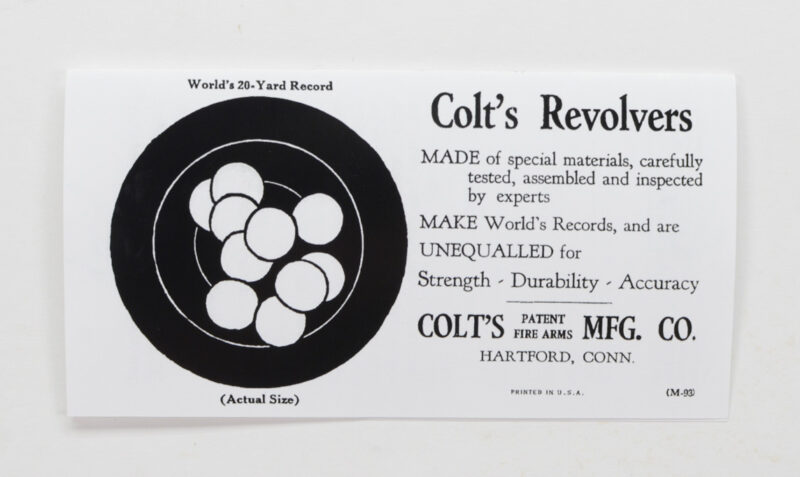 World's 20-Yard Record
(Actual Size)
Colt's Revolvers
MADE of special materials, carefully
tested, assembled and inspected
by experts
MAKE World's Records, and are
UNEQUALLED for
Strength - Durability - Accuracy
COLT'S PATENT FIRE ARMS MFG. CO.
HARTFORD, CONN.
PRINTED IN U.S.A. (M-93)